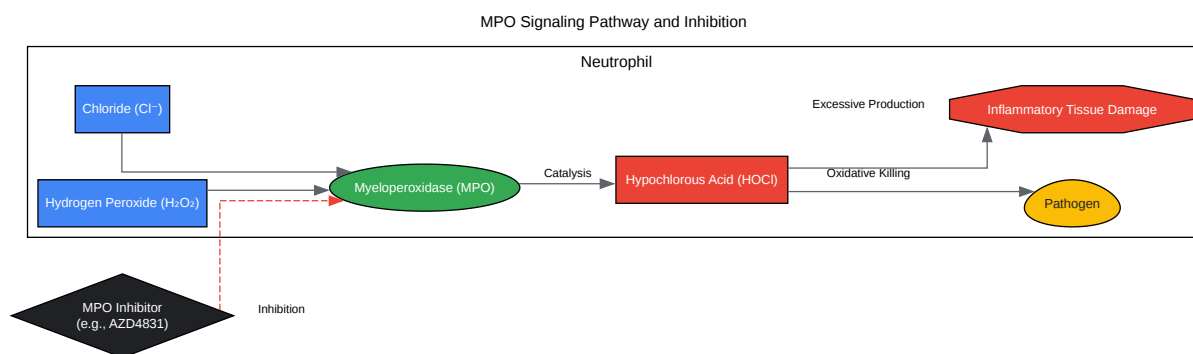 MPO Signaling Pathway and Inhibition
Neutrophil
Chloride (Cl⁻)
Excessive Production
Inflammatory Tissue Damage
Hydrogen Peroxide (H₂O₂)
Myeloperoxidase (MPO)
Catalysis
Hypochlorous Acid (HOCl)
Oxidative Killing
Pathogen
MPO Inhibitor
(e.g., AZD4831)
Inhibition